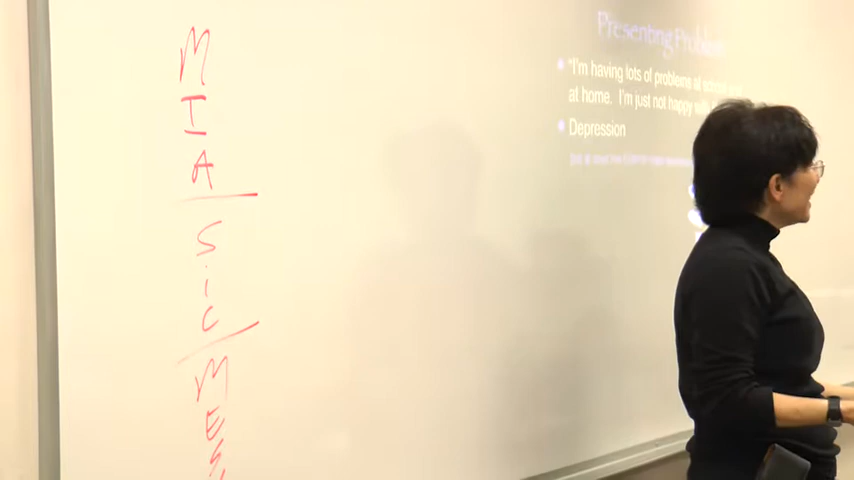 M
I
A
S
i
C
M
E
S
Presenting Problem
"I'm having lots of problems at
at home. I'm just not happy
Depression